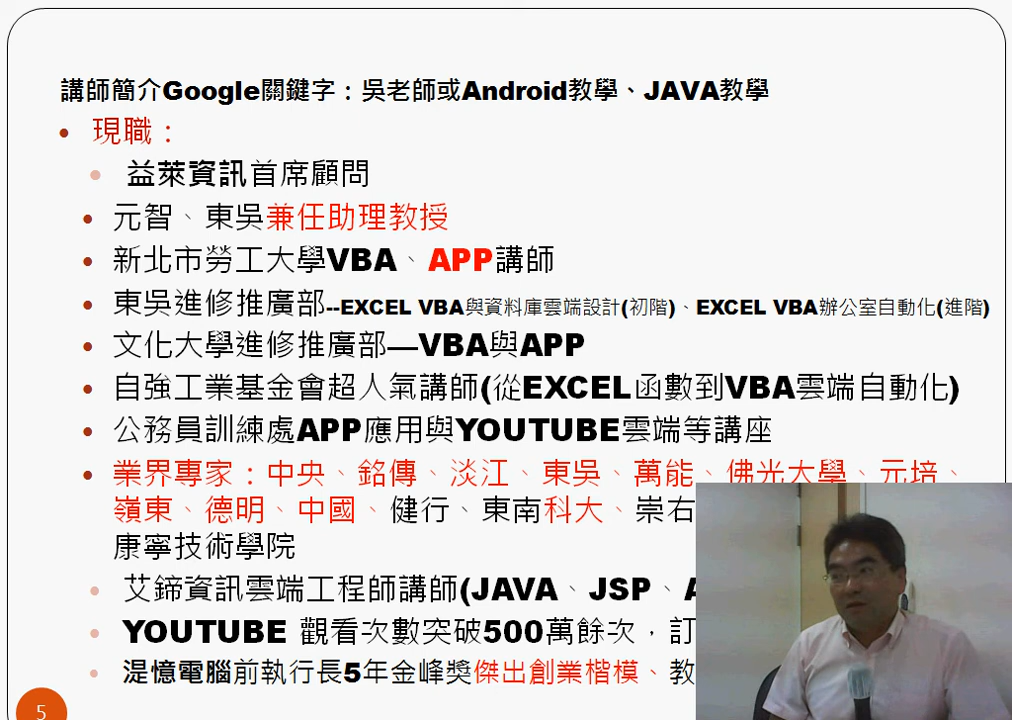 講師簡介Google關鍵字：吳老師或Android教學、JAVA教學
• 現職：
• 益萊資訊首席顧問
• 元智、東吳兼任助理教授
• 新北市勞工大學VBA、APP講師
• 東吳進修推廣部--EXCEL VBA與資料庫雲端設計(初階)、EXCEL VBA辦公室自動化(進階)
• 文化大學進修推廣部—VBA與APP
• 自強工業基金會超人氣講師(從EXCEL函數到VBA雲端自動化)
• 公務員訓練處APP應用與YOUTUBE雲端等講座
• 業界專家：中央、銘傳、淡江、東吳、萬能、佛光大學、元培、
嶺東、德明、中國、健行、東南科大、崇右
康寧技術學院
• 艾鍗資訊雲端工程師講師(JAVA、JSP、A
• YOUTUBE 觀看次數突破500萬餘次，訂
• 湜憶電腦前執行長5年金峰獎傑出創業楷模、教
5